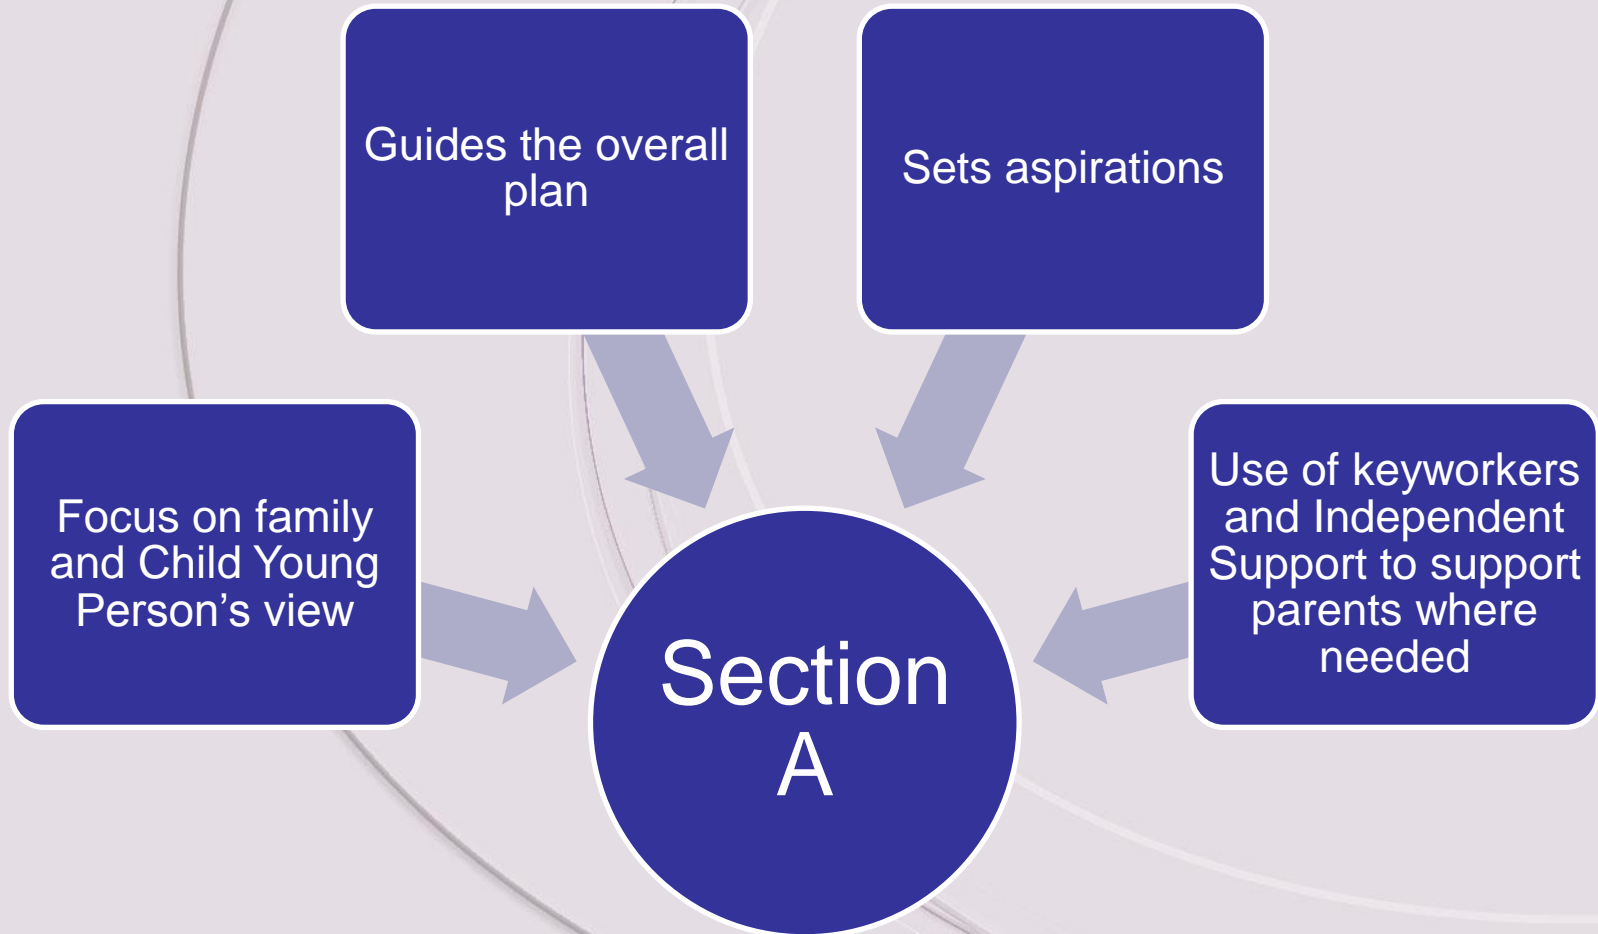 Guides the overall
plan
Sets aspirations
Focus on family
and Child Young
Person’s view
Use of keyworkers
and Independent
Support to support
parents where
needed
Section
A